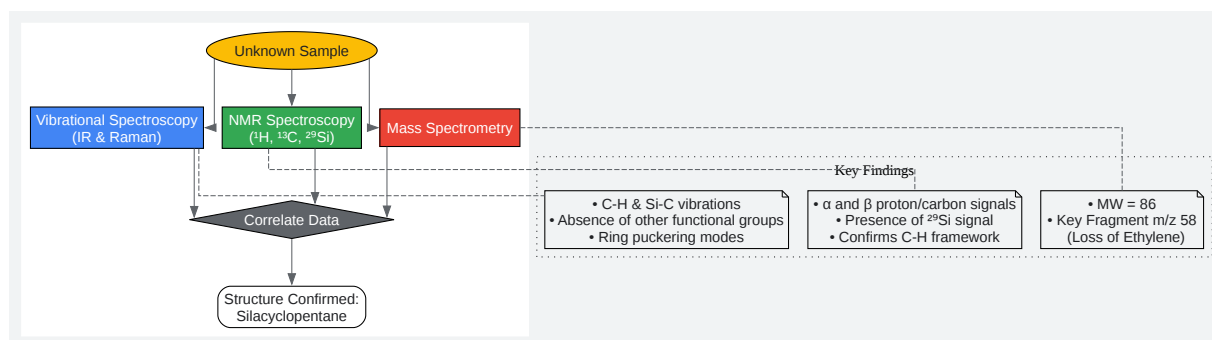 Unknown Sample
Vibrational Spectroscopy
(IR & Raman)
NMR Spectroscopy
(¹H, ¹³C, ²⁹Si)
Mass Spectrometry
Key Findings
• C-H & Si-C vibrations
• Absence of other functional groups
• Ring puckering modes
• α and β proton/carbon signals
• Presence of ²⁹Si signal
• Confirms C-H framework
• MW = 86
• Key Fragment m/z 58
(Loss of Ethylene)
Correlate Data
Structure Confirmed:
Silacyclopentane